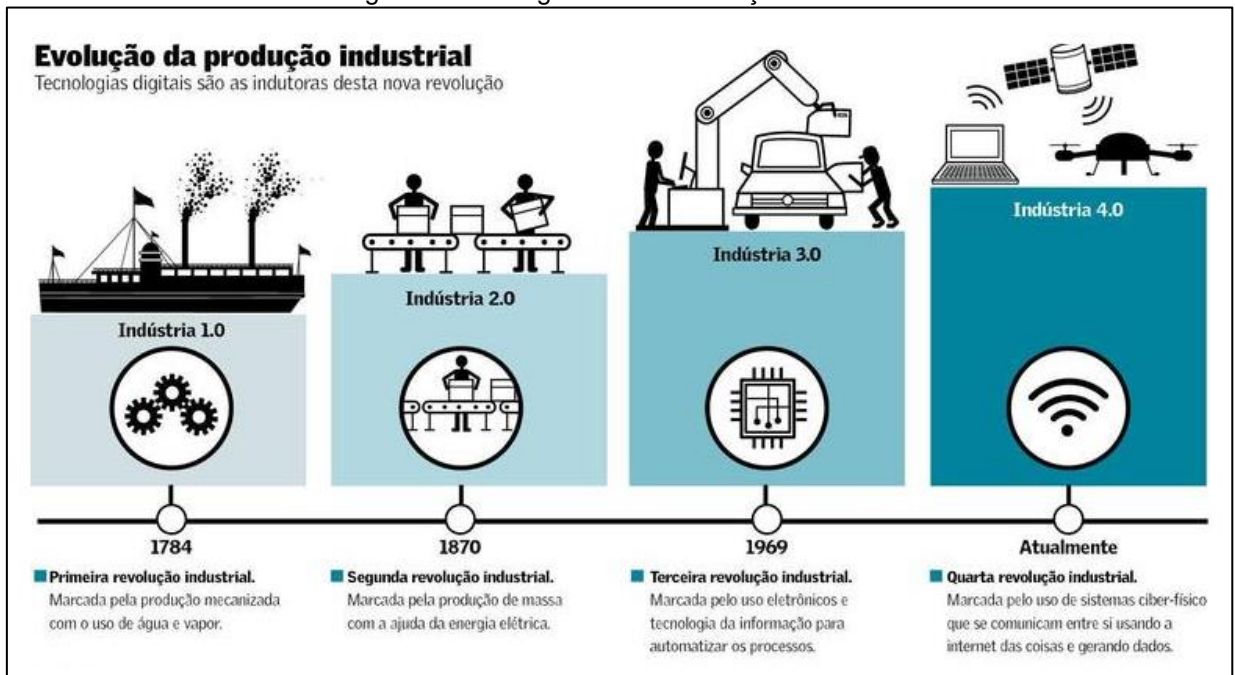 Evolução da produção industrial
Tecnologias digitais são as indutoras desta nova revolução
Indústria 1.0
Indústria 2.0
Indústria 3.0
Indústria 4.0
1784
1870
1969
Atualmente
Primeira revolução industrial.
Marcada pela produção mecanizada
com o uso de água e vapor.
Segunda revolução industrial.
Marcada pela produção de massa
com a ajuda da energia elétrica.
Terceira revolução industrial.
Marcado pelo uso eletrônicos e
tecnologia da informação para
automatizar os processos.
Quarta revolução industrial.
Marcado pelo uso de sistemas ciber-físico
que se comunicam entre si usando a
internet das coisas e gerando dados.